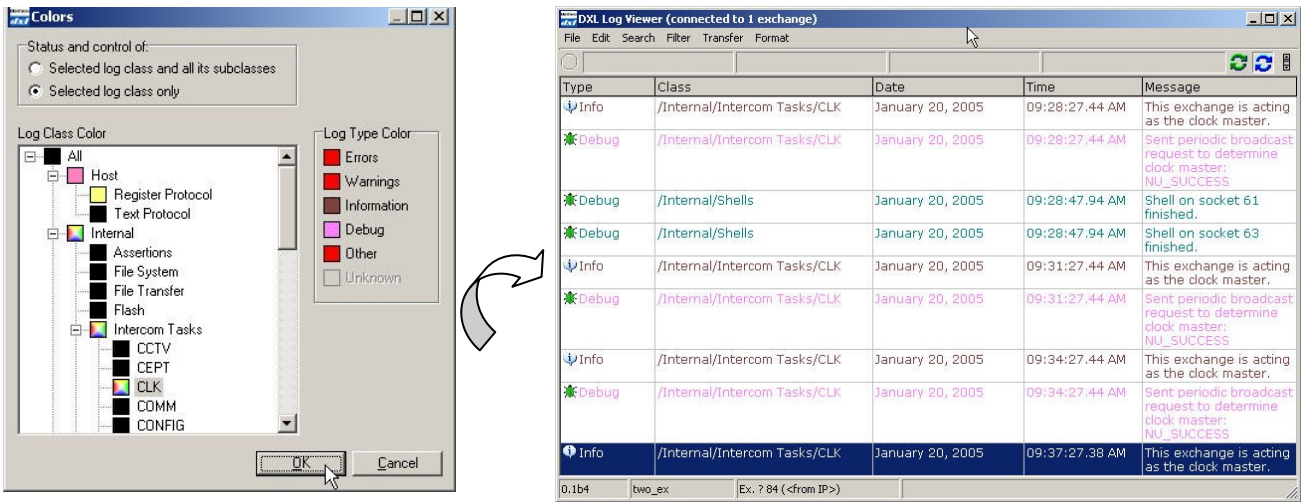 Colors
Status and control of:
Selected log class and all its subclasses
Selected log class only
Log Class Color
All
Host
Register Protocol
Text Protocol
Internal
Assertions
File System
File Transfer
Flash
Intercom Tasks
CCTV
CEPT
CLK
COMM
CONFIG
Log Type Color
Errors
Warnings
Information
Debug
Other
Unknown
OK
Cancel
DXL Log Viewer (connected to 1 exchange)
File Edit Search Filter Transfer Format
Type Class Date Time Message
Info /Internal/Intercom Tasks/CLK January 20, 2005 09:28:27.44 AM This exchange is acting
as the clock master.
Debug /Internal/Intercom Tasks/CLK January 20, 2005 09:28:27.44 AM Sent periodic broadcast
request to determine
clock master:
NU_SUCCESS
Debug /Internal/Shells January 20, 2005 09:28:47.94 AM Shell on socket 61
finished.
Debug /Internal/Shells January 20, 2005 09:28:47.94 AM Shell on socket 63
finished.
Info /Internal/Intercom Tasks/CLK January 20, 2005 09:31:27.44 AM This exchange is acting
as the clock master.
Debug /Internal/Intercom Tasks/CLK January 20, 2005 09:31:27.44 AM Sent periodic broadcast
request to determine
clock master:
NU_SUCCESS
Info /Internal/Intercom Tasks/CLK January 20, 2005 09:34:27.44 AM This exchange is acting
as the clock master.
Debug /Internal/Intercom Tasks/CLK January 20, 2005 09:34:27.44 AM Sent periodic broadcast
request to determine
clock master:
NU_SUCCESS
Info /Internal/Intercom Tasks/CLK January 20, 2005 09:37:27.38 AM This exchange is acting
as the clock master.
0.1b4 two_ex Ex. ? 84 (<from IP>)